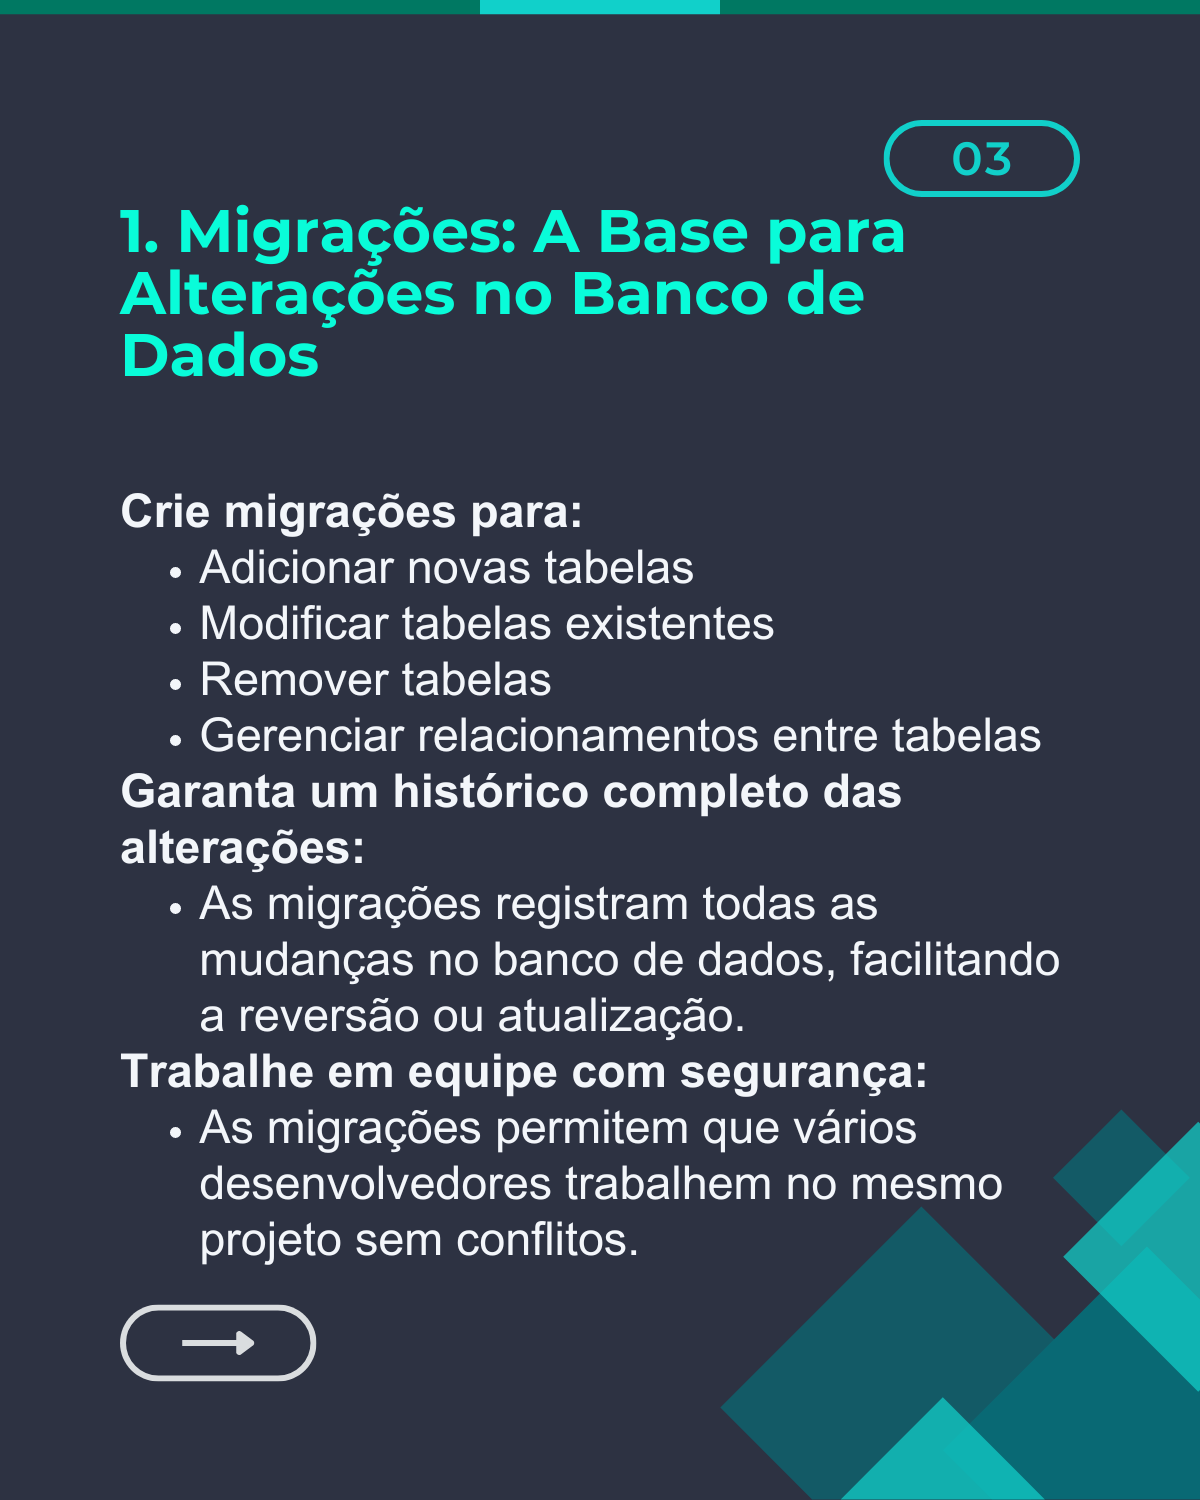 03
1. Migrações: A Base para
Alterações no Banco de
Dados
Crie migrações para:
• Adicionar novas tabelas
• Modificar tabelas existentes
• Remover tabelas
• Gerenciar relacionamentos entre tabelas
Garanta um histórico completo das
alterações:
• As migrações registram todas as
mudanças no banco de dados, facilitando
a reversão ou atualização.
Trabalhe em equipe com segurança:
• As migrações permitem que vários
desenvolvedores trabalhem no mesmo
projeto sem conflitos.